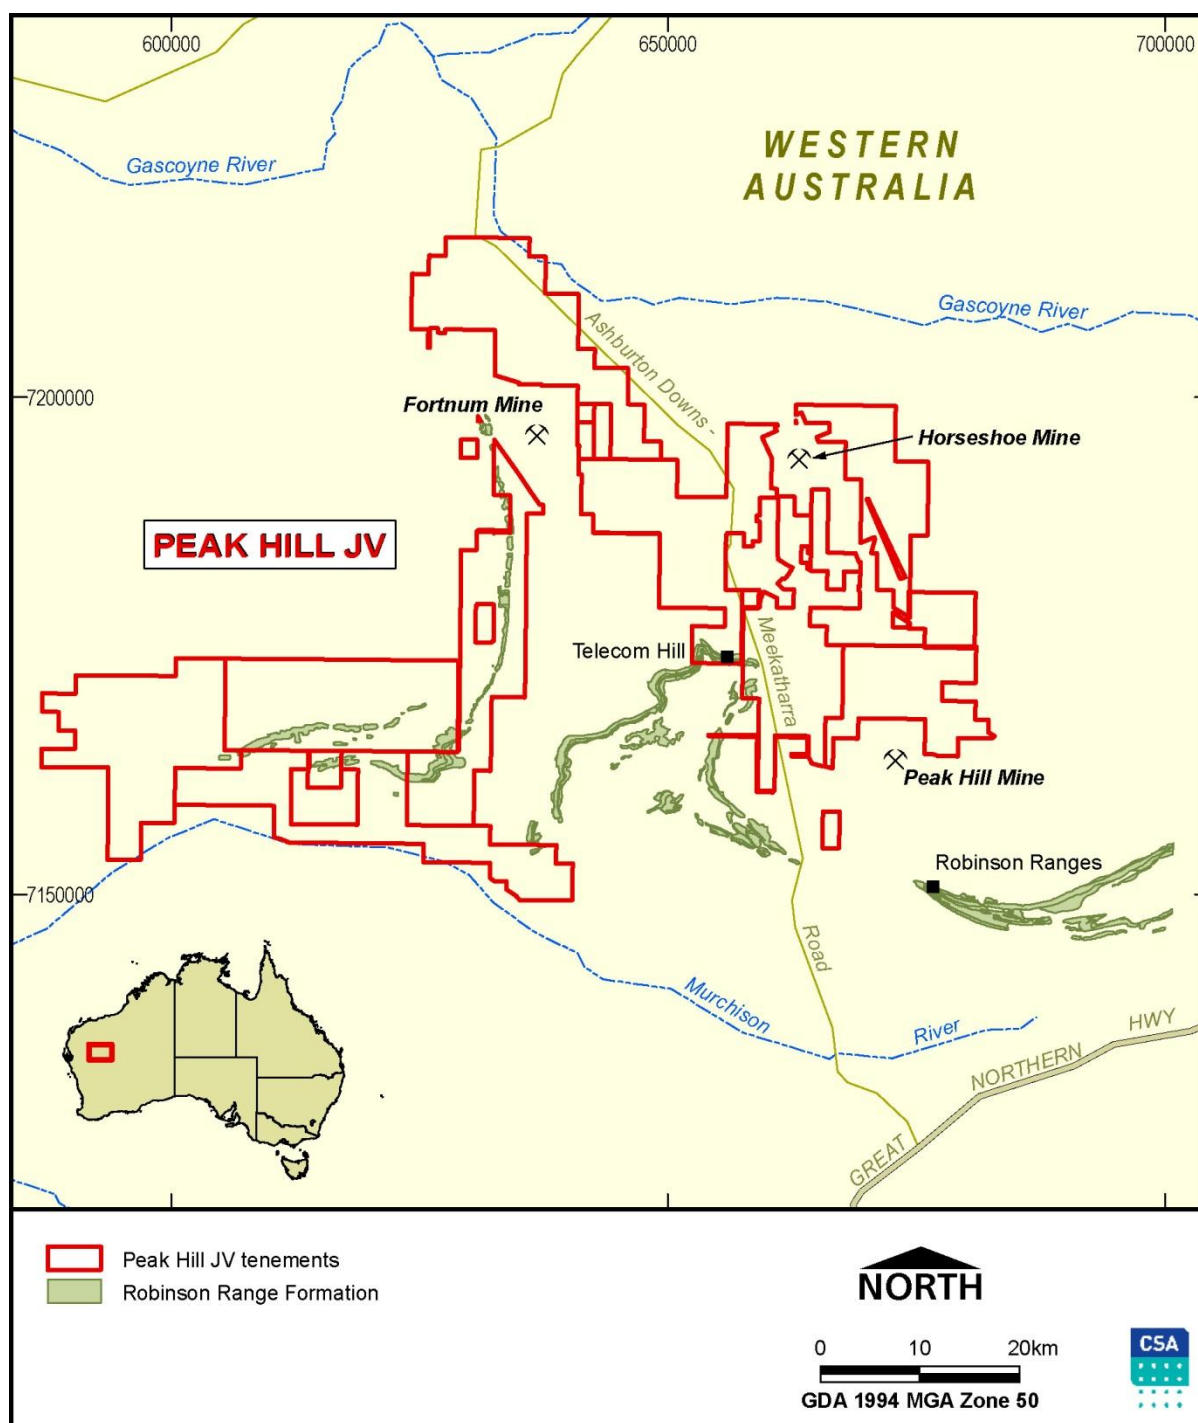 600000
650000
700000
WESTERN
AUSTRALIA
Gascoyne River
Gascoyne River
Ashburton Downs -
7200000
Fortnum Mine
Horseshoe Mine
PEAK HILL JV
Telecom Hill
Meekatharra
Peak Hill Mine
Robinson Ranges
7150000
Road
Murchison
River
GREAT
NORTHERN
HWY
Peak Hill JV tenements
Robinson Range Formation
NORTH
0 10 20km
GDA 1994 MGA Zone 50
CSA